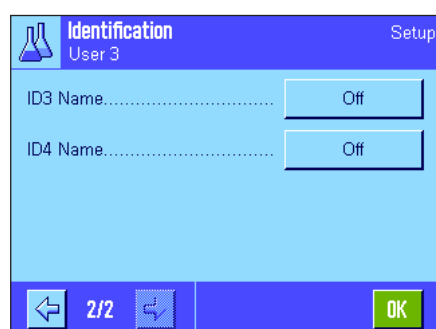 Identification
Setup
User 3
ID3 Name.............................. Off
ID4 Name.............................. Off
2/2
OK